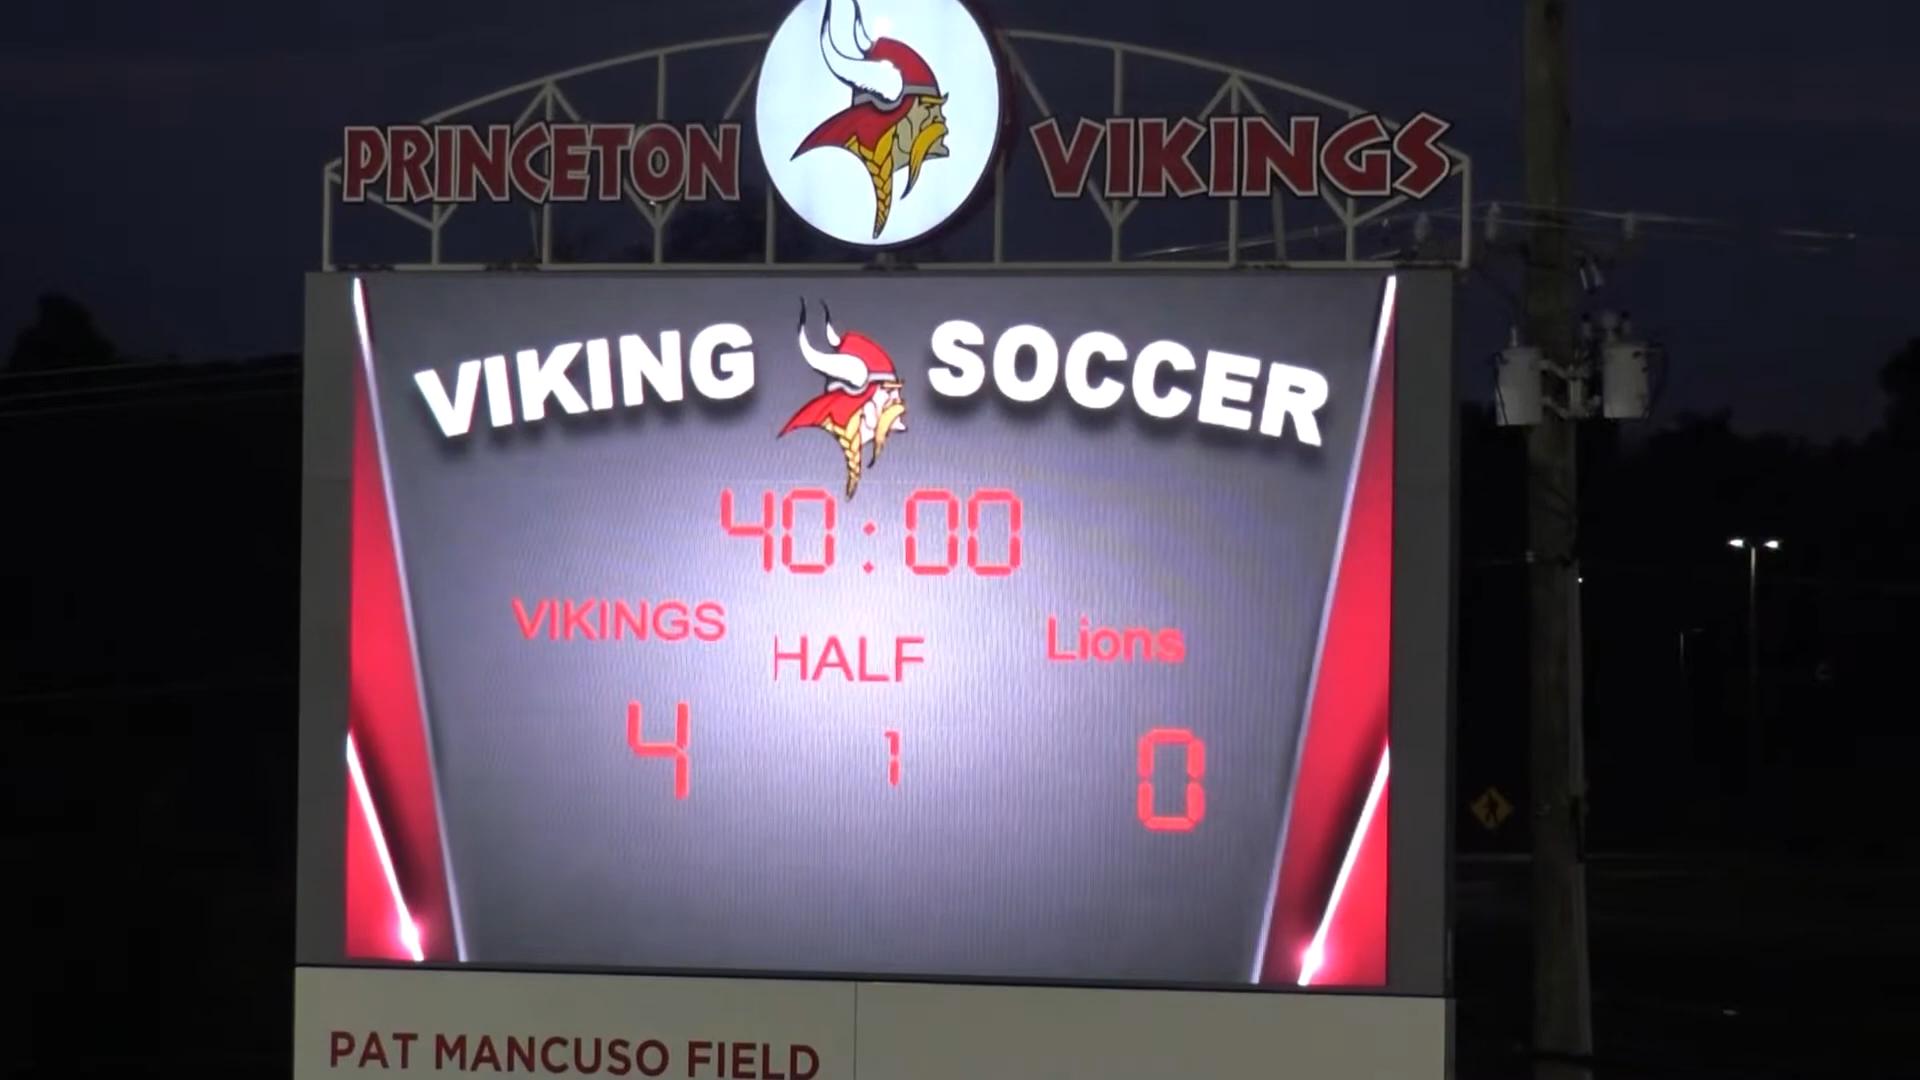 PRINCETON VIKINGS
VIKING SOCCER
40:00
VIKINGS HALF Lions
4 1 0
PAT MANCUSO FIELD